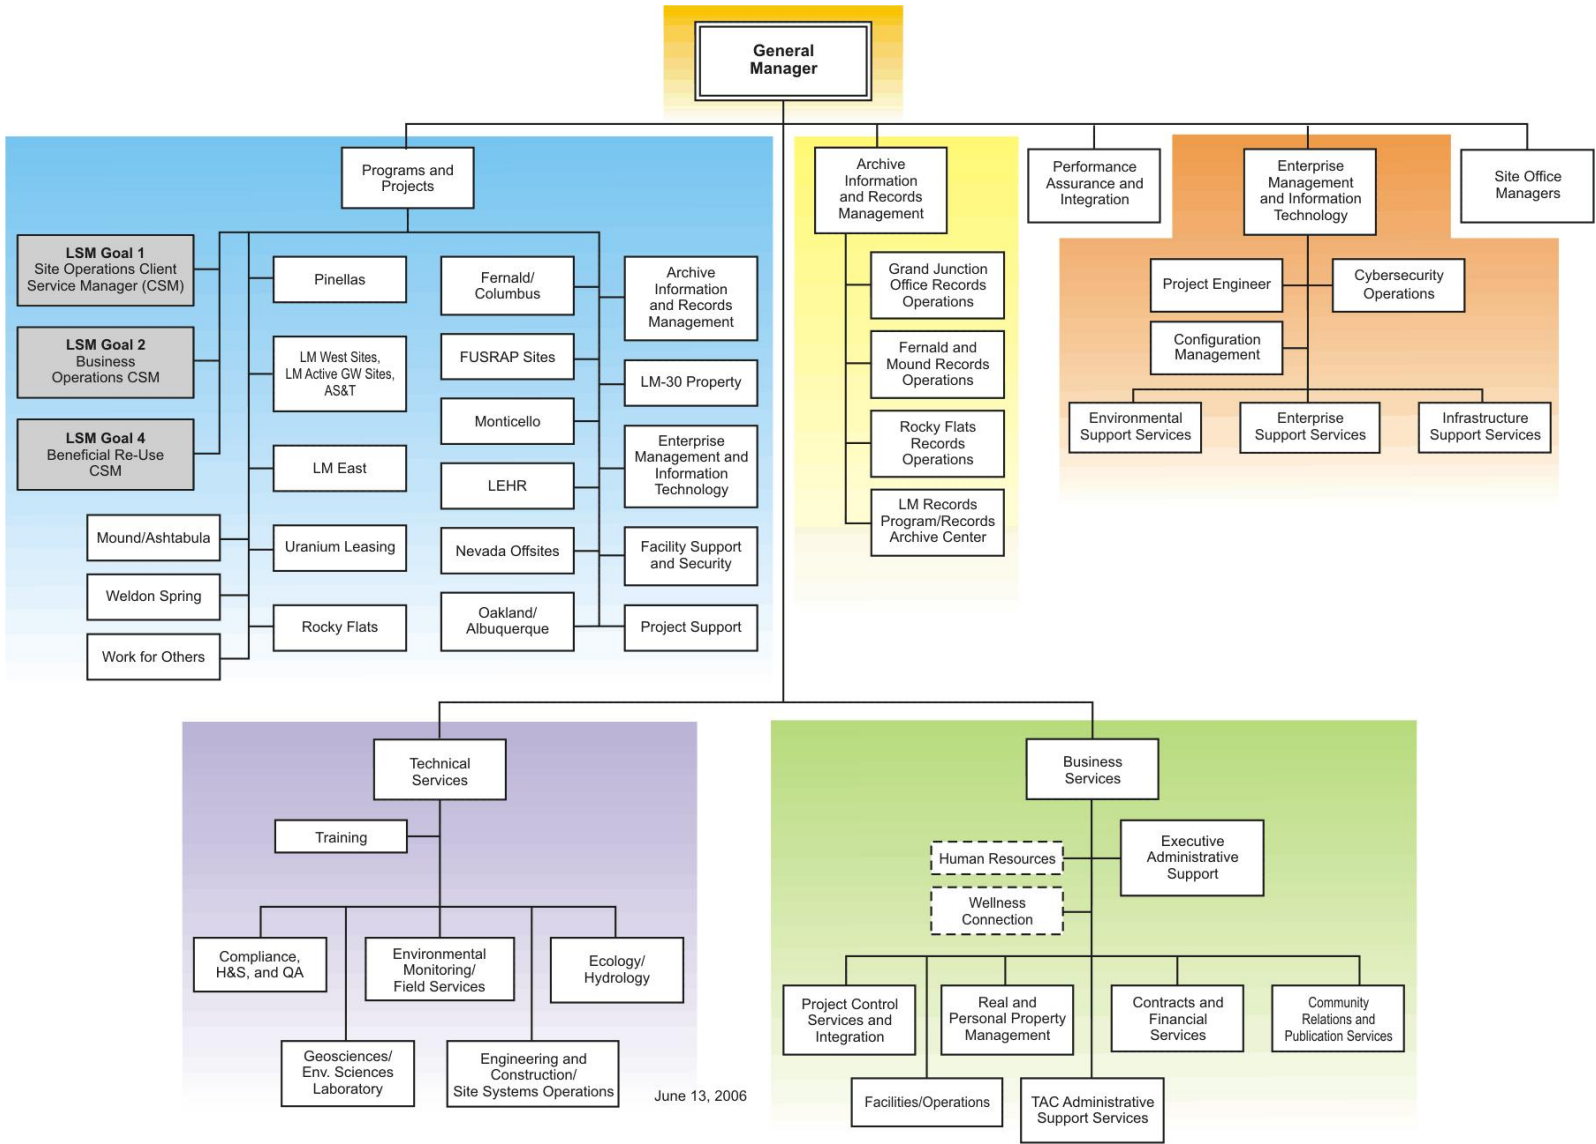 General
Manager
Programs and
Projects
Archive
Information
and Records
Management
Performance
Assurance and
Integration
Enterprise
Management
and Information
Technology
Site Office
Managers
LSM Goal 1
Site Operations Client
Service Manager (CSM)
LSM Goal 2
Business
Operations CSM
LSM Goal 4
Beneficial Re-Use
CSM
Mound/Ashtabula
Weldon Spring
Work for Others
Pinellas
LM West Sites,
LM Active GW Sites,
AS&T
LM East
Uranium Leasing
Rocky Flats
Fernald/
Columbus
FUSRAP Sites
Monticello
LEHR
Nevada Offsites
Oakland/
Albuquerque
Archive
Information
and Records
Management
LM-30 Property
Enterprise
Management and
Information
Technology
Facility Support
and Security
Project Support
Grand Junction
Office Records
Operations
Fernald and
Mound Records
Operations
Rocky Flats
Records
Operations
LM Records
Program/Records
Archive Center
Project Engineer
Cybersecurity
Operations
Configuration
Management
Environmental
Support Services
Enterprise
Support Services
Infrastructure
Support Services
Technical
Services
Training
Compliance,
H&S, and QA
Environmental
Monitoring/
Field Services
Ecology/
Hydrology
Geosciences/
Env. Sciences
Laboratory
Engineering and
Construction/
Site Systems Operations
June 13, 2006
Business
Services
Human Resources
Executive
Administrative
Support
Wellness
Connection
Project Control
Services and
Integration
Real and
Personal Property
Management
Contracts and
Financial
Services
Community
Relations and
Publication Services
Facilities/Operations
TAC Administrative
Support Services